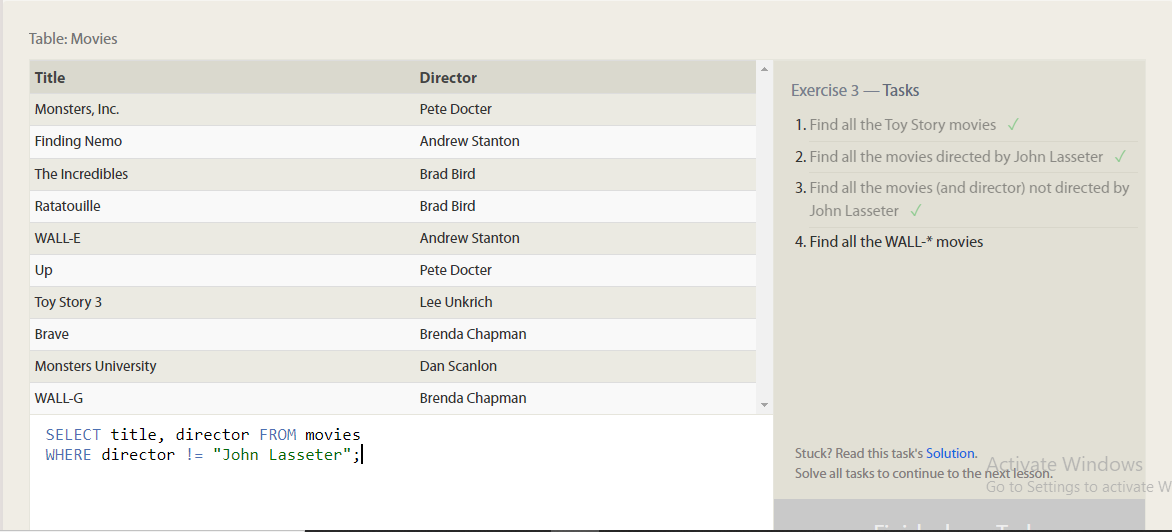 Table: Movies
Title Director
Monsters, Inc. Pete Docter
Finding Nemo Andrew Stanton
The Incredibles Brad Bird
Ratatouille Brad Bird
WALL-E Andrew Stanton
Up Pete Docter
Toy Story 3 Lee Unkrich
Brave Brenda Chapman
Monsters University Dan Scanlon
WALL-G Brenda Chapman
SELECT title, director FROM movies
WHERE director != "John Lasseter";
Exercise 3 — Tasks
1. Find all the Toy Story movies ✓
2. Find all the movies directed by John Lasseter ✓
3. Find all the movies (and director) not directed by
John Lasseter ✓
4. Find all the WALL-* movies
Stuck? Read this task's Solution.
Solve all tasks to continue to the next lesson.
Activate Windows
Go to Settings to activate W